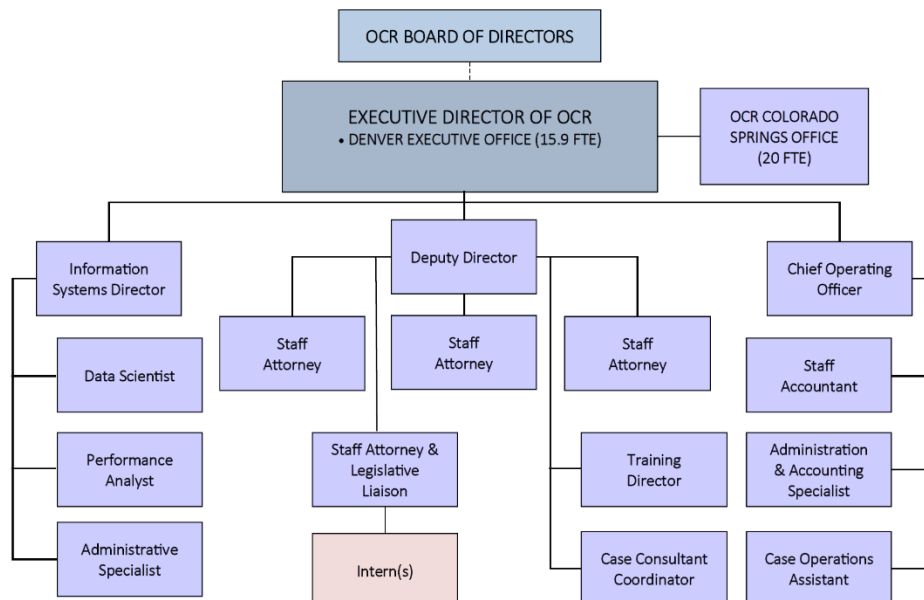 OCR BOARD OF DIRECTORS
EXECUTIVE DIRECTOR OF OCR
• DENVER EXECUTIVE OFFICE (15.9 FTE)
OCR COLORADO
SPRINGS OFFICE
(20 FTE)
Information
Systems Director
Deputy Director
Chief Operating
Officer
Staff
Attorney
Staff
Attorney
Staff
Attorney
Data Scientist
Staff
Accountant
Performance
Analyst
Staff Attorney &
Legislative
Liaison
Training
Director
Administration
& Accounting
Specialist
Administrative
Specialist
Intern(s)
Case Consultant
Coordinator
Case Operations
Assistant